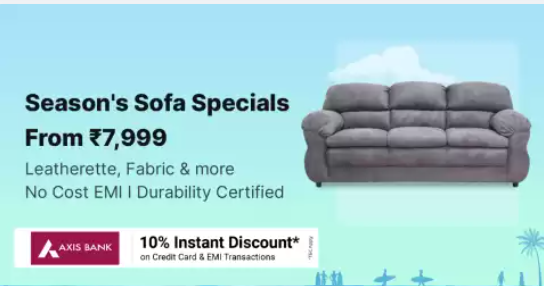 Season's Sofa Specials
From ₹7,999
Leatherette, Fabric & more
No Cost EMI I Durability Certified
AXIS BANK
10% Instant Discount*
on Credit Card & EMI Transactions